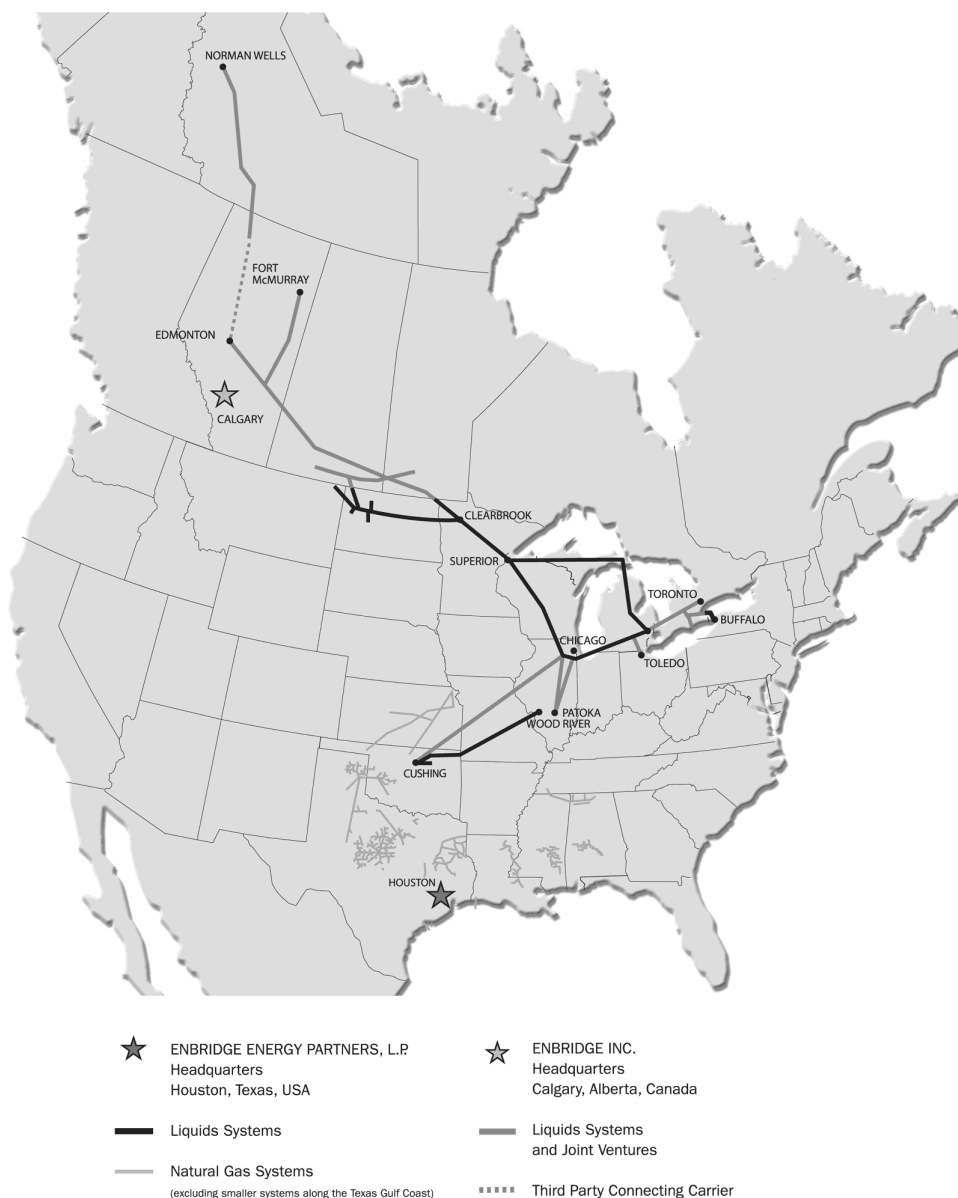 NORMAN WELLS
FORT
McMURRAY
EDMONTON
CALGARY
CLEARBROOK
SUPERIOR
TORONTO
BUFFALO
CHICAGO
TOLEDO
PATOKA
WOOD RIVER
CUSHING
HOUSTON
ENBRIDGE ENERGY PARTNERS, L.P.
Headquarters
Houston, Texas, USA
Liquids Systems
Natural Gas Systems
(excluding smaller systems along the Texas Gulf Coast)
ENBRIDGE INC.
Headquarters
Calgary, Alberta, Canada
Liquids Systems
and Joint Ventures
Third Party Connecting Carrier